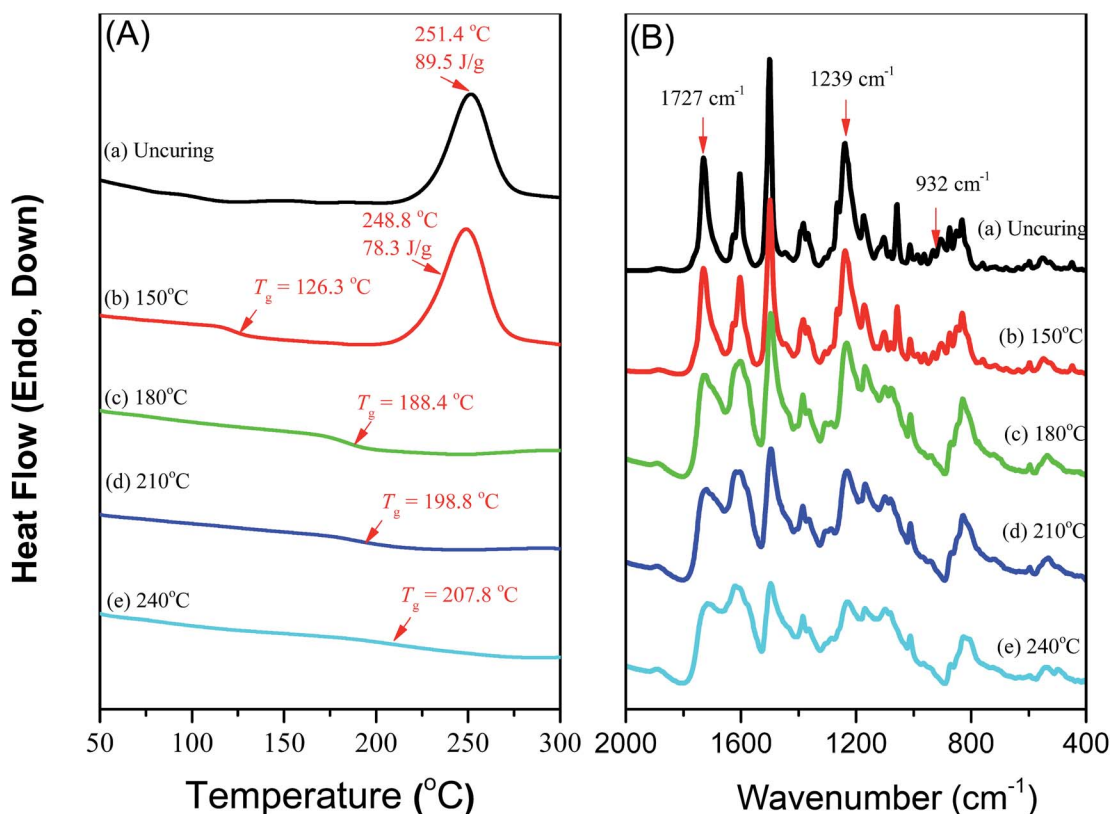 Heat Flow (Endo, Down)
(A)
251.4 °C
89.5 J/g
(a) Uncuring
248.8 °C
78.3 J/g
Tg = 126.3 °C
(b) 150°C
(c) 180°C
Tg = 188.4 °C
(d) 210°C
Tg = 198.8 °C
(e) 240°C
Tg = 207.8 °C
50 100 150 200 250 300
Temperature (°C)
(B)
1727 cm-1
1239 cm-1
932 cm-1
(a) Uncuring
(b) 150°C
(c) 180°C
(d) 210°C
(e) 240°C
2000 1600 1200 800 400
Wavenumber (cm-1)